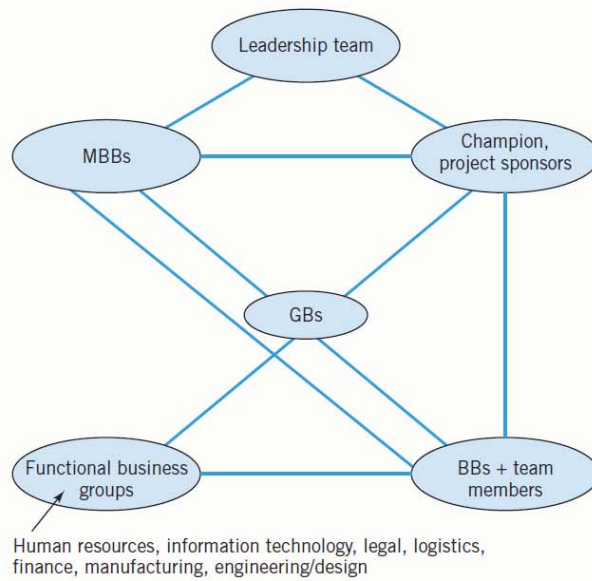 Leadership team
MBBs
Champion,
project sponsors
GBs
Functional business
groups
BBs + team
members
Human resources, information technology, legal, logistics,
finance, manufacturing, engineering/design